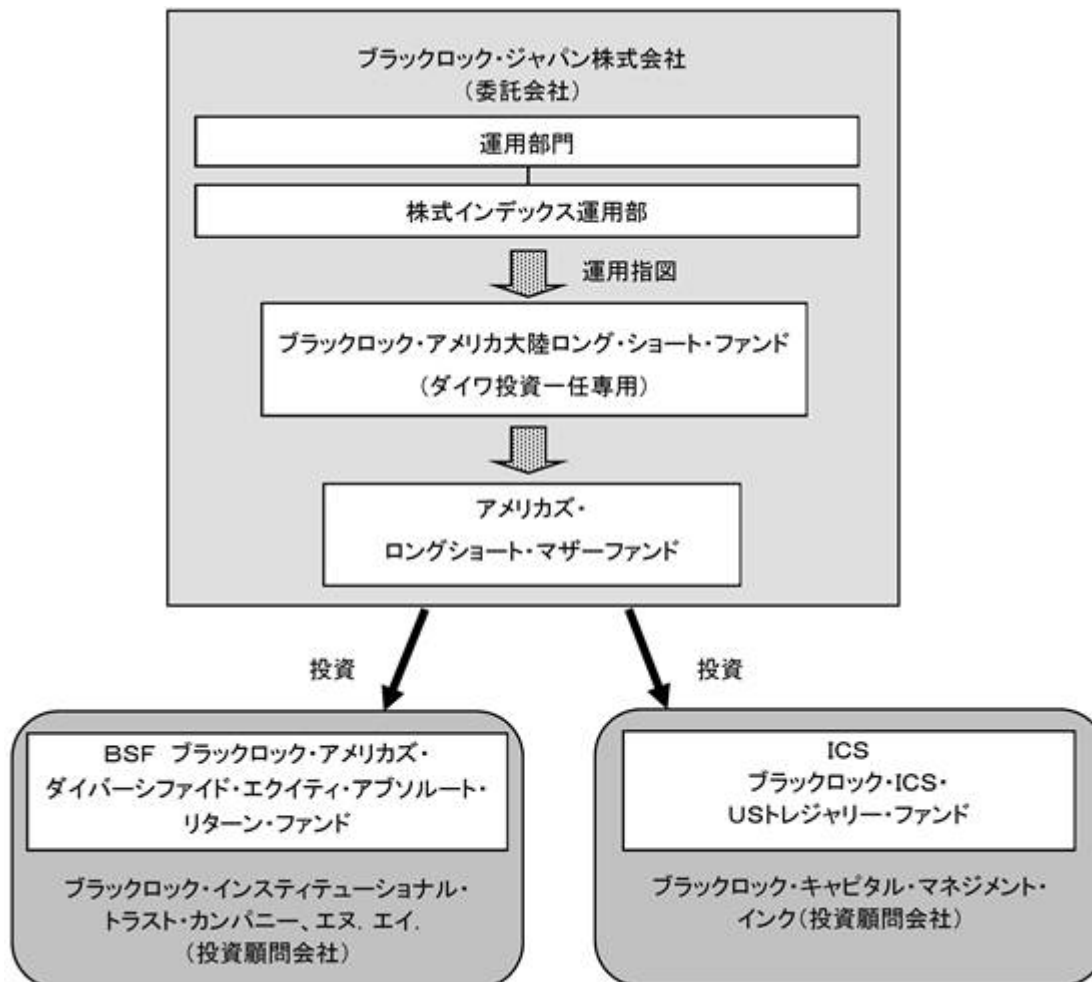 ブラックロック・ジャパン株式会社
（委託会社）
運用部門
株式インデックス運用部
運用指図
ブラックロック・アメリカ大陸ロング・ショート・ファンド
（ダイワ投資一任専用）
アメリカズ・
ロングショート・マザーファンド
投資
投資
ＢＳＦ ブラックロック・アメリカズ・
ダイバーシファイド・エクイティ・アブソルート・
リターン・ファンド
ブラックロック・インスティテューショナル・
トラスト・カンパニー、エヌ．エイ．
（投資顧問会社）
ＩＣＳ
ブラックロック・ICS・
ＵＳトレジャリー・ファンド
ブラックロック・キャピタル・マネジメント・
インク（投資顧問会社）